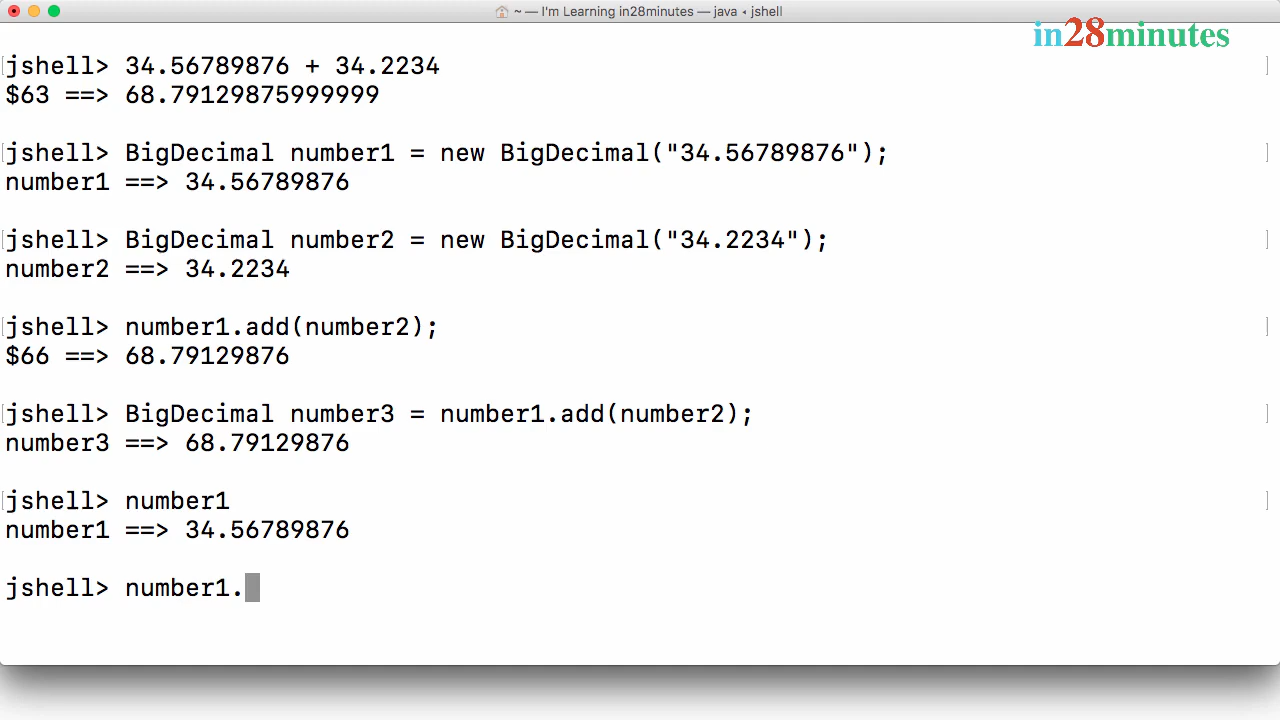 ~ — I'm Learning in28minutes — java ◂ jshell
in28minutes
jshell> 34.56789876 + 34.2234
$63 ==> 68.79129875999999
jshell> BigDecimal number1 = new BigDecimal("34.56789876");
number1 ==> 34.56789876
jshell> BigDecimal number2 = new BigDecimal("34.2234");
number2 ==> 34.2234
jshell> number1.add(number2);
$66 ==> 68.79129876
jshell> BigDecimal number3 = number1.add(number2);
number3 ==> 68.79129876
jshell> number1
number1 ==> 34.56789876
jshell> number1.